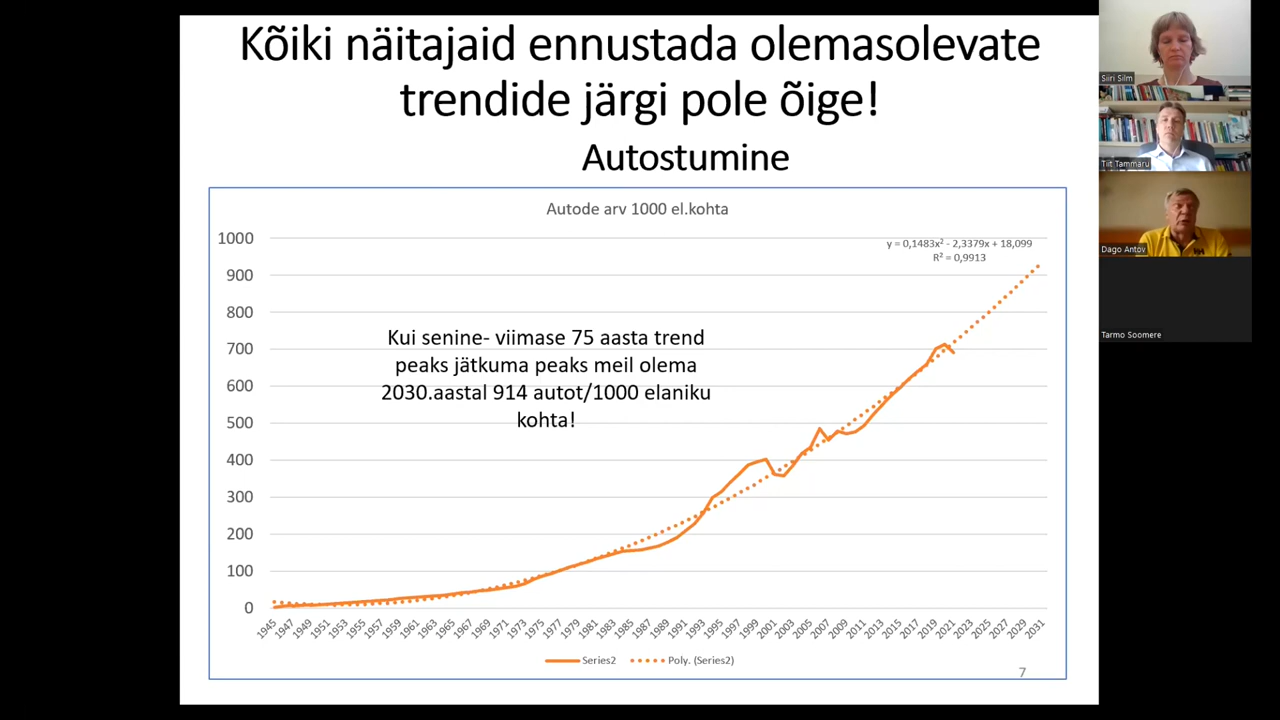 Kõiki näitajaid ennustada olemasolevate
trendide järgi pole õige!
Autostumine
Autode arv 1000 el.kohta
1000
900
800
700
600
500
400
300
200
100
0
y = 0,1483x² - 2,3379x + 18,099
R² = 0,9913
Kui senine- viimase 75 aasta trend
peaks jätkuma peaks meil olema
2030.aastal 914 autot/1000 elaniku
kohta!
1945 1947 1949 1951 1953 1955 1957 1959 1961 1963 1965 1967 1969 1971 1973 1975 1977 1979 1981 1983 1985 1987 1989 1991 1993 1995 1997 1999 2001 2003 2005 2007 2009 2011 2013 2015 2017 2019 2021 2023 2025 2027 2029 2031
Series2 Poly. (Series2)
7
Siiri Silm
Tiit Tammaru
Dago Antov
Tarmo Soomere